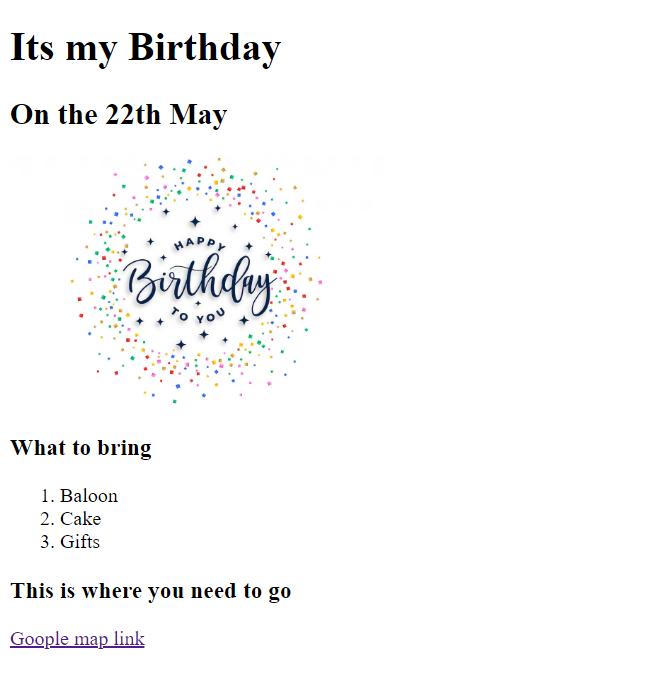 Its my Birthday
On the 22th May
HAPPY
Birthday
TO YOU
What to bring
1. Baloon
2. Cake
3. Gifts
This is where you need to go
Goople map link